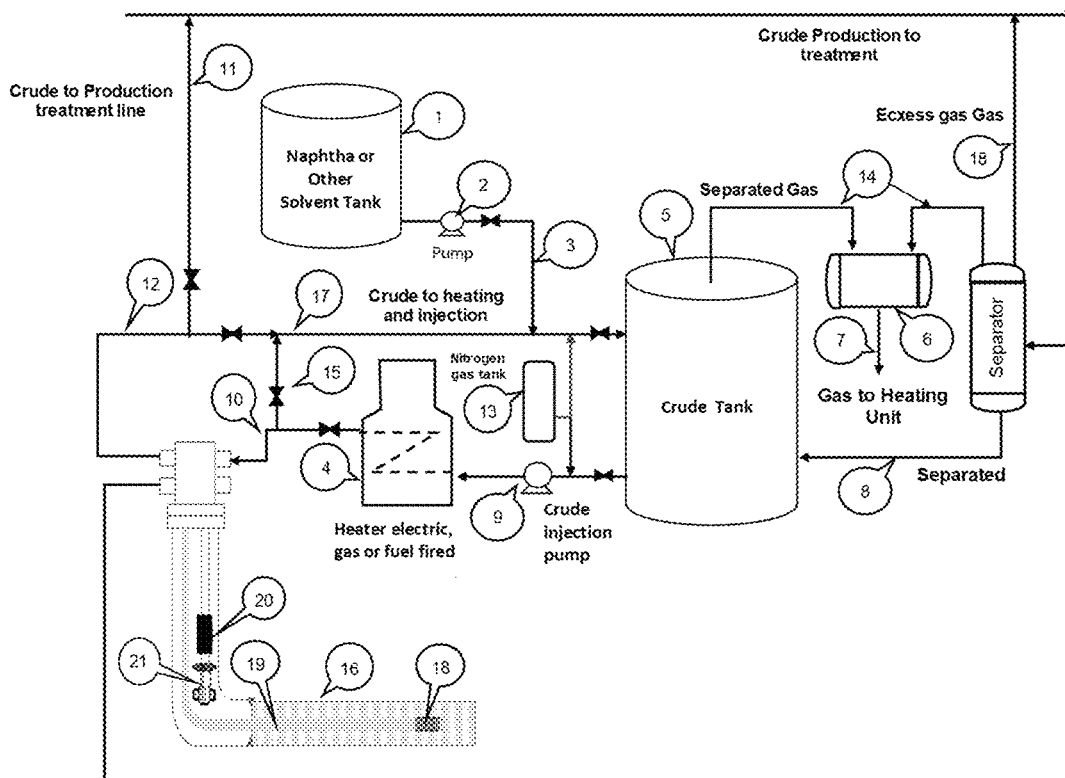 Crude Production to
treatment
11
Crude to Production
treatment line
1
Ecxess gas Gas
18
Naphtha or
Other
Solvent Tank
2
Pump
3
5
Separated Gas
14
12
17
Crude to heating
and injection
7
6
Separator
Nitrogen
gas tank
15
13
10
Gas to Heating
Unit
Crude Tank
4
9
8
Separated
Heater electric,
gas or fuel fired
Crude
injection
pump
20
21
19
16
18